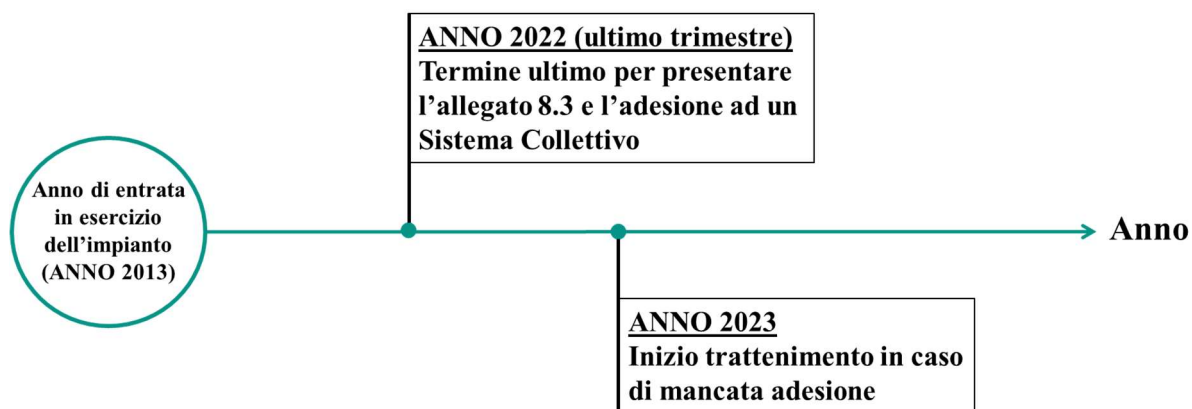 ANNO 2022 (ultimo trimestre)
Termine ultimo per presentare
l’allegato 8.3 e l’adesione ad un
Sistema Collettivo
Anno di entrata
in esercizio
dell’impianto
(ANNO 2013)
Anno
ANNO 2023
Inizio trattenimento in caso
di mancata adesione